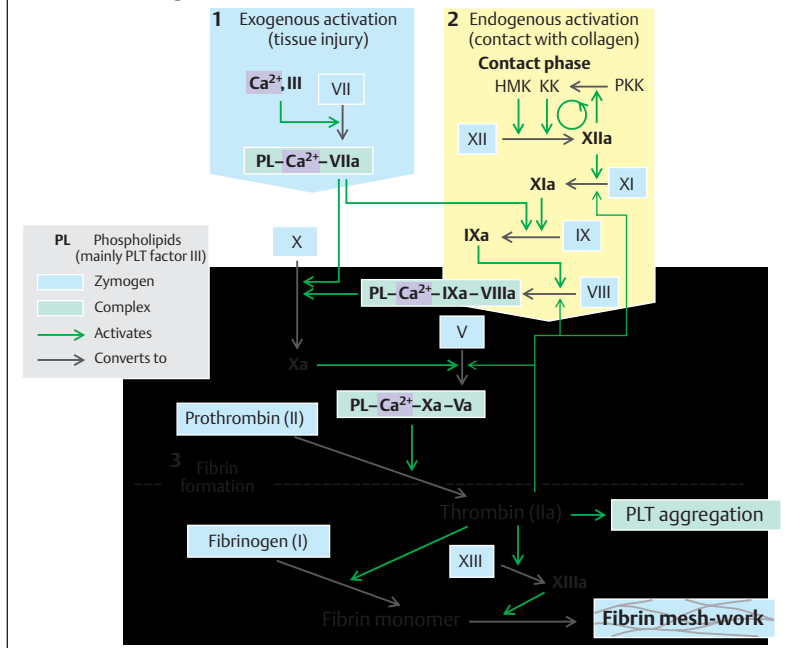 1 Exogenous activation
(tissue injury)
2 Endogenous activation
(contact with collagen)
Contact phase
Ca²⁺, III
VII
HMK KK PKK
XII
XIIa
PL–Ca²⁺–VIIa
XIa
XI
IXa
IX
X
PL Phospholipids
(mainly PLT factor III)
Zymogen
Complex
Activates
Converts to
PL–Ca²⁺–IXa–VIIIa
VIII
V
Xa
PL–Ca²⁺–Xa–Va
Prothrombin (II)
3 Fibrin
formation
Thrombin (IIa)
PLT aggregation
Fibrinogen (I)
XIII
XIIIa
Fibrin monomer
Fibrin mesh-work